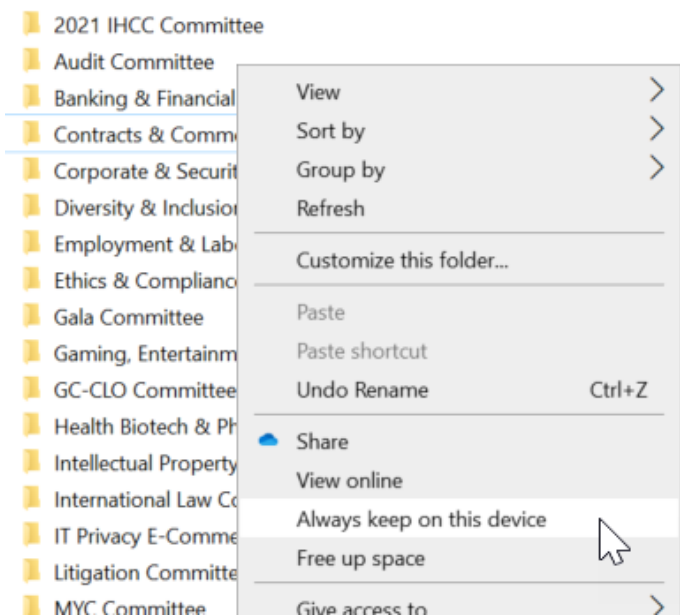 2021 IHCC Committee
Audit Committee
Banking & Financial
Contracts & Comm
Corporate & Securit
Diversity & Inclusion
Employment & Lab
Ethics & Complianc
Gala Committee
Gaming, Entertainm
GC-CLO Committee
Health Biotech & Ph
Intellectual Property
International Law Co
IT Privacy E-Comme
Litigation Committe
MYC Committee
View
Sort by
Group by
Refresh
Customize this folder...
Paste
Paste shortcut
Undo Rename Ctrl+Z
Share
View online
Always keep on this device
Free up space
Give access to